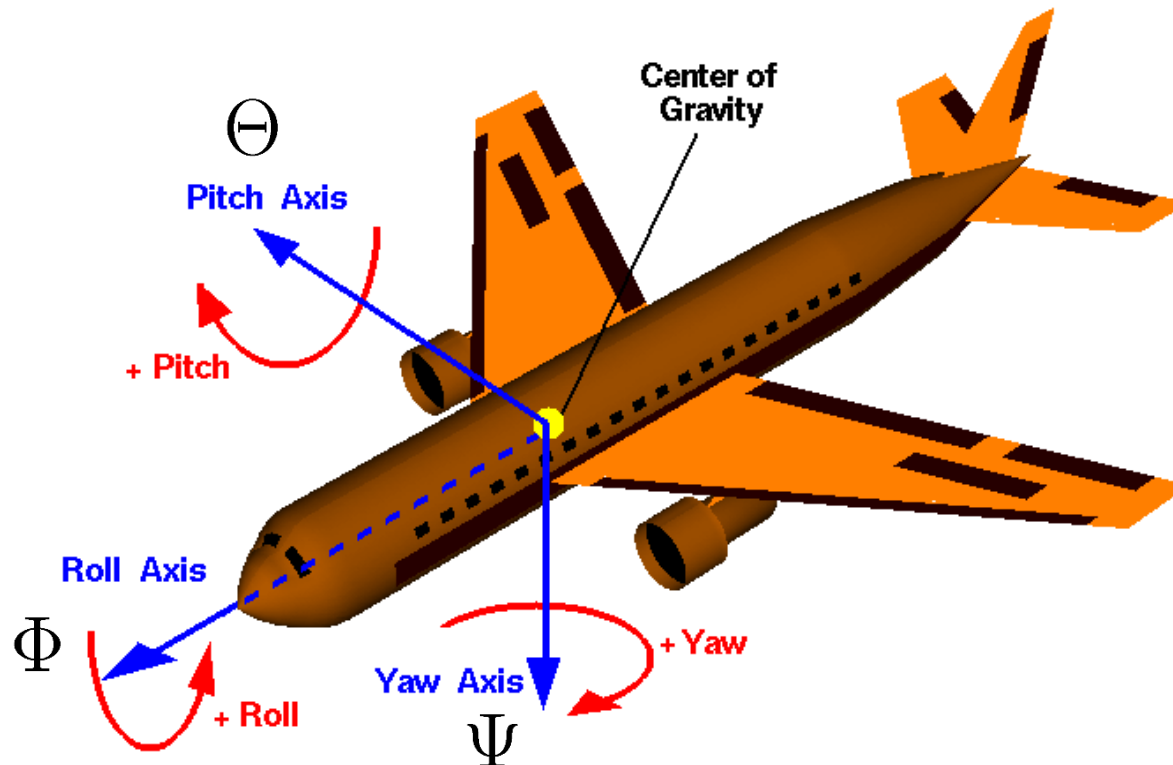 Center of
Gravity
Θ
Pitch Axis
+ Pitch
Roll Axis
Φ
+ Roll
+ Yaw
Yaw Axis
Ψ